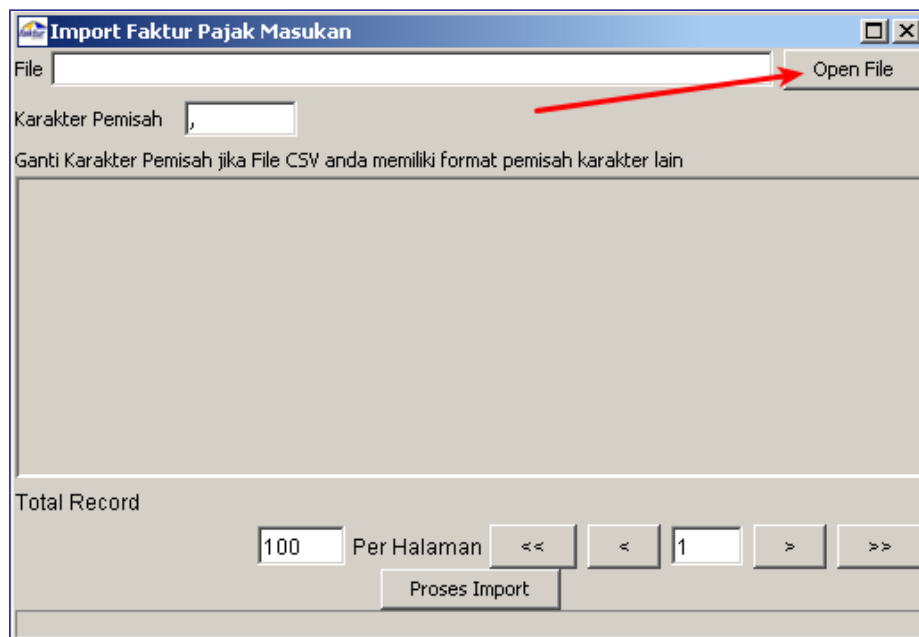 Import Faktur Pajak Masukan
File Open File
Karakter Pemisah ,
Ganti Karakter Pemisah jika File CSV anda memiliki format pemisah karakter lain
Total Record
100 Per Halaman << < 1 > >>
Proses Import